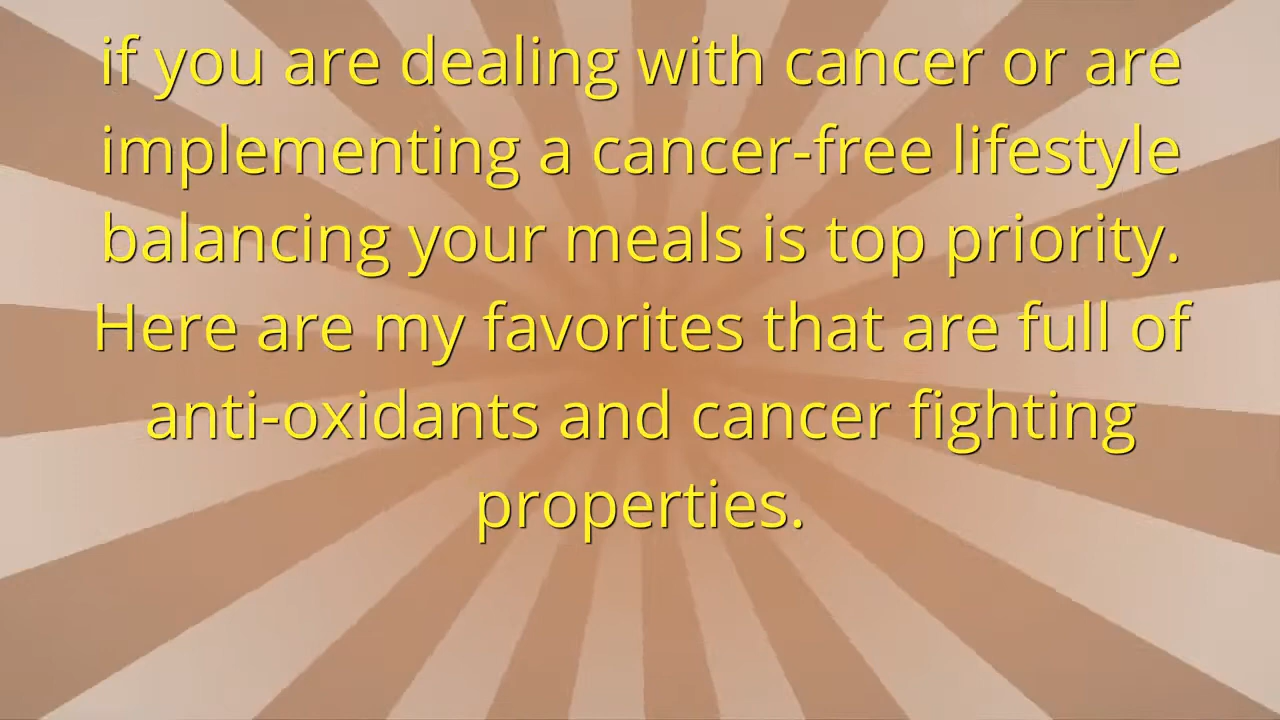 if you are dealing with cancer or are
implementing a cancer-free lifestyle
balancing your meals is top priority.
Here are my favorites that are full of
anti-oxidants and cancer fighting
properties.